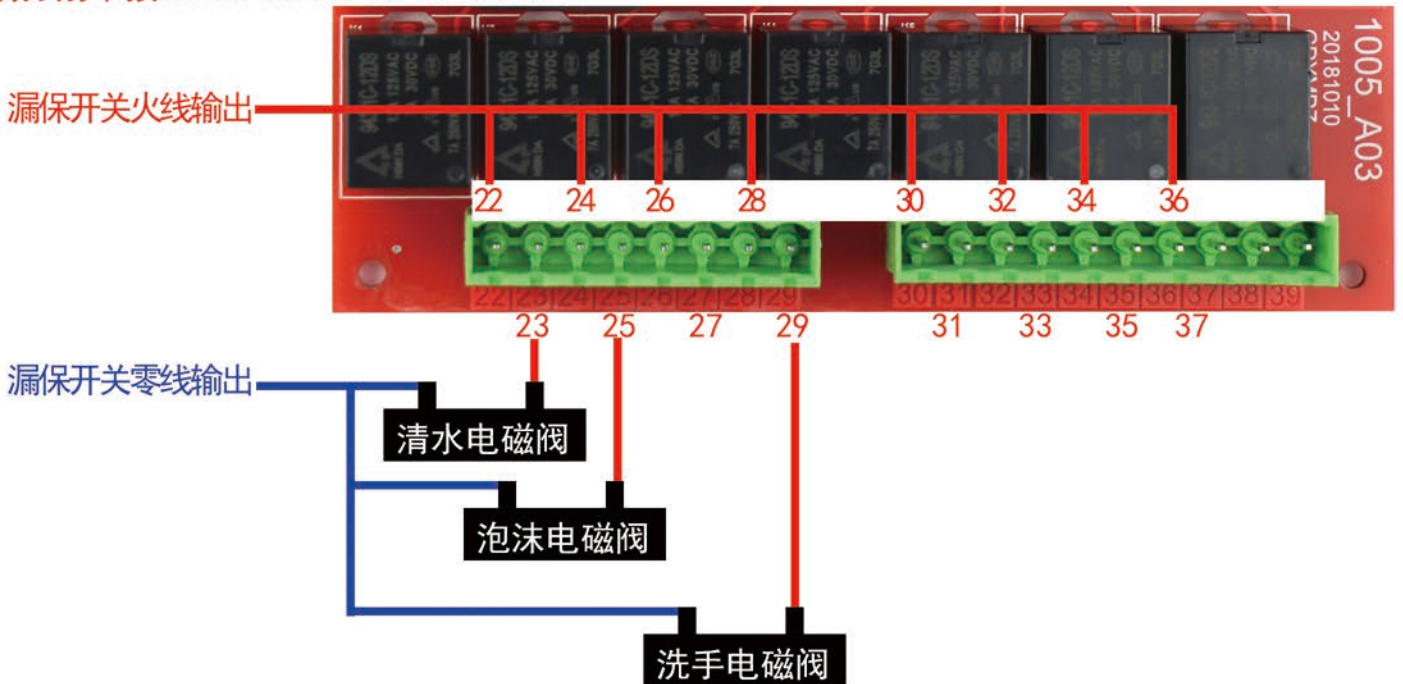 漏保开关火线输出
1005_A03
20181010
941C-12DS
22 24 26 28 30 32 34 36
22 23 24 25 26 27 28 29 30 31 32 33 34 35 36 37 38 39
23 25 27 29 31 33 35 37
漏保开关零线输出
清水电磁阀
泡沫电磁阀
洗手电磁阀